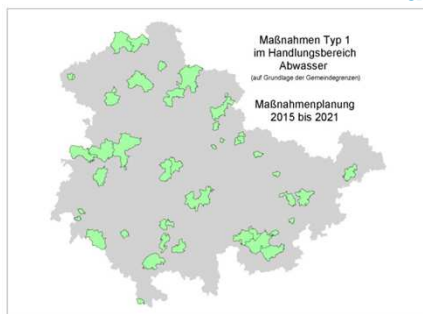 Maßnahmen Typ 1
im Handlungsbereich
Abwasser
(auf Grundlage der Gemeindegrenzen)
Maßnahmenplanung
2015 bis 2021